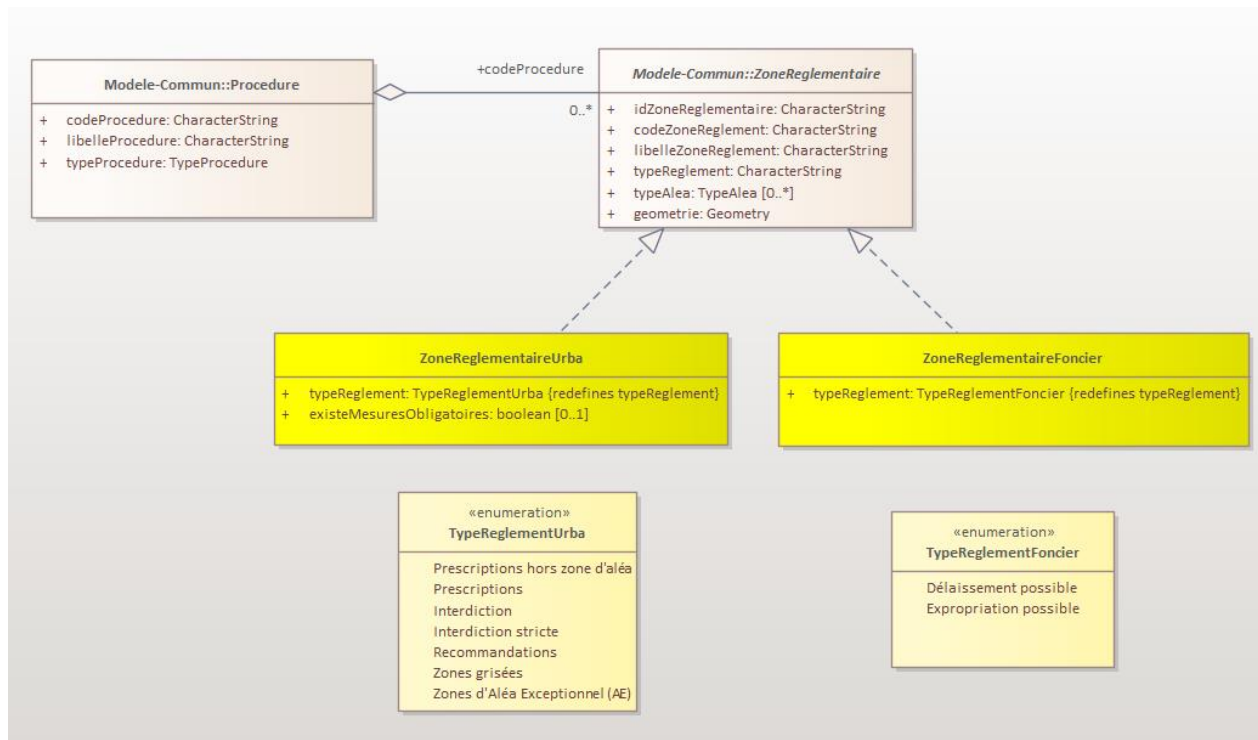 Modele-Commun::Procedure
+ codeProcedure: CharacterString
+ libelleProcedure: CharacterString
+ typeProcedure: TypeProcedure
+codeProcedure
0..*
Modele-Commun::ZoneReglementaire
+ idZoneReglementaire: CharacterString
+ codeZoneReglement: CharacterString
+ libelleZoneReglement: CharacterString
+ typeReglement: CharacterString
+ typeAlea: TypeAlea [0..*]
+ geometrie: Geometry
ZoneReglementaireUrba
+ typeReglement: TypeReglementUrba {redefines typeReglement}
+ existeMesuresObligatoires: boolean [0..1]
ZoneReglementaireFoncier
+ typeReglement: TypeReglementFoncier {redefines typeReglement}
«enumeration»
TypeReglementUrba
Prescriptions hors zone d'aléa
Prescriptions
Interdiction
Interdiction stricte
Recommandations
Zones grisées
Zones d'Aléa Exceptionnel (AE)
«enumeration»
TypeReglementFoncier
Délaissement possible
Expropriation possible